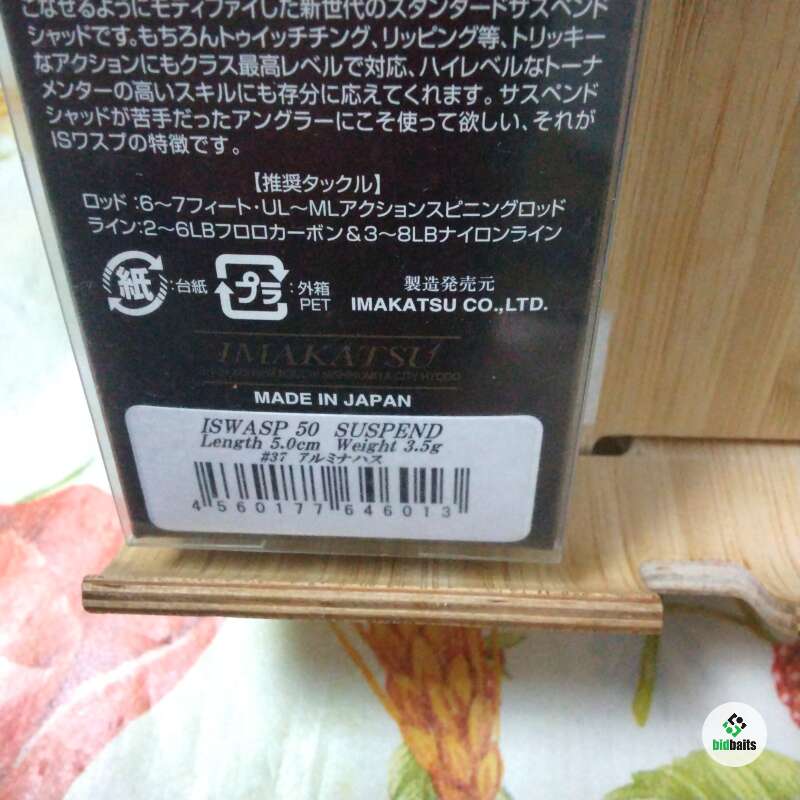 こなせるようにモディファイした新世代のスタンダードサスペンド
シャッドです。もちろんトゥイッチチング、リッピング等、トリッキー
なアクションにもクラス最高レベルで対応、ハイレベルなトーナ
メンターの高いスキルにも存分に応えてくれます。サスペンド
シャッドが苦手だったアングラーにこそ使って欲しい、それが
ISワスプの特徴です。
【推奨タックル】
ロッド:6〜7フィート・UL〜MLアクションスピニングロッド
ライン:2〜6LBフロロカーボン&3〜8LBナイロンライン
紙 :台紙 プラ :外箱 PET
製造発売元
IMAKATSU CO.,LTD.
IMAKATSU
MADE IN JAPAN
ISWASP 50 SUSPEND
Length 5.0cm Weight 3.5g
#37 アルミナハス
4560177646013
bidbaits